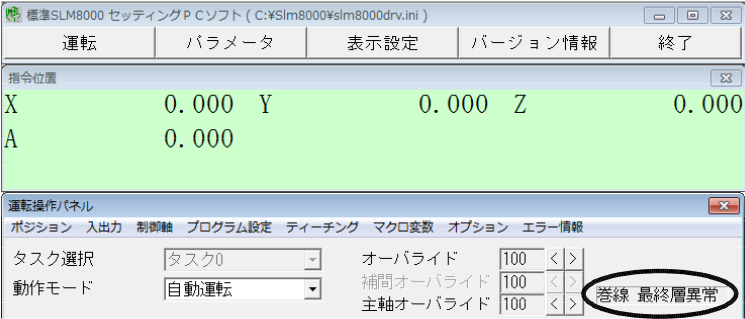 標準SLM8000 セッティングＰＣソフト ( C:¥Slm8000¥slm8000drv.ini )
運転 パラメータ 表示設定 バージョン情報 終了
指令位置
X 0.000 Y 0.000 Z 0.000
A 0.000
運転操作パネル
ポジション 入出力 制御軸 プログラム設定 ティーチング マクロ変数 オプション エラー情報
タスク選択 タスク0 オーバライド 100 < >
補間オーバライド 100 < >
動作モード 自動運転 巻線 最終層異常
主軸オーバライド 100 < >